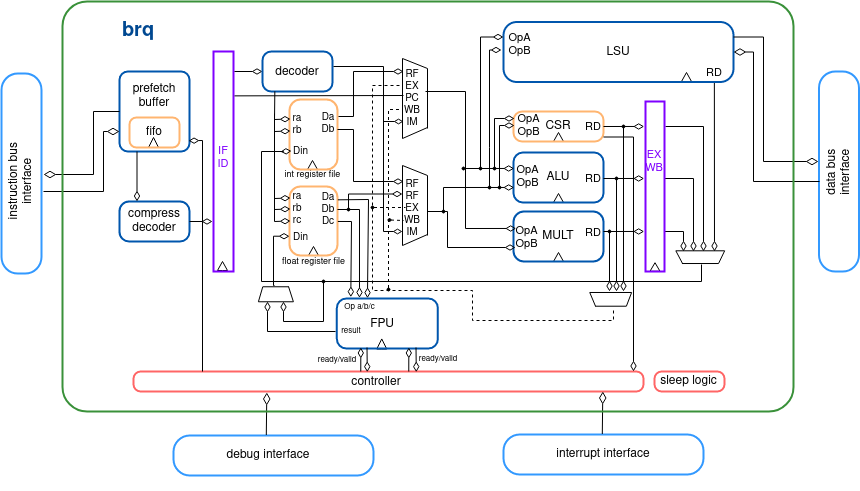 brq
instruction bus
interface
prefetch
buffer
fifo
compress
decoder
IF
ID
decoder
ra
rb
Din
Da
Db
int register file
ra
rb
rc
Din
Da
Db
Dc
float register file
RF
EX
PC
WB
IM
RF
RF
EX
WB
IM
OpA
OpB
LSU
RD
OpA
OpB
CSR
RD
OpA
OpB
ALU
RD
OpA
OpB
MULT
RD
EX
WB
data bus
interface
Op a/b/c
FPU
result
ready/valid
ready/valid
controller
sleep logic
debug interface
interrupt interface